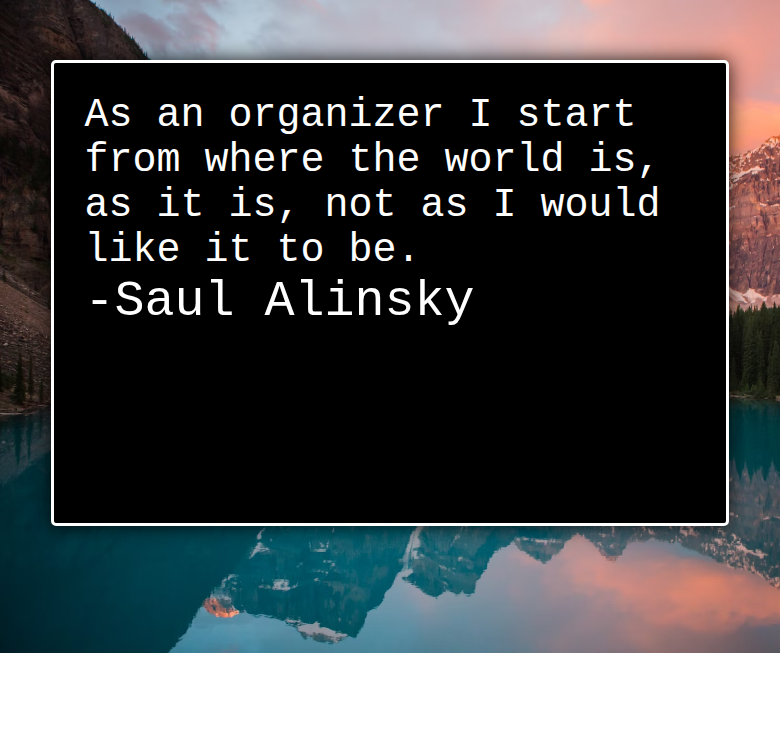 As an organizer I start
from where the world is,
as it is, not as I would
like it to be.
-Saul Alinsky